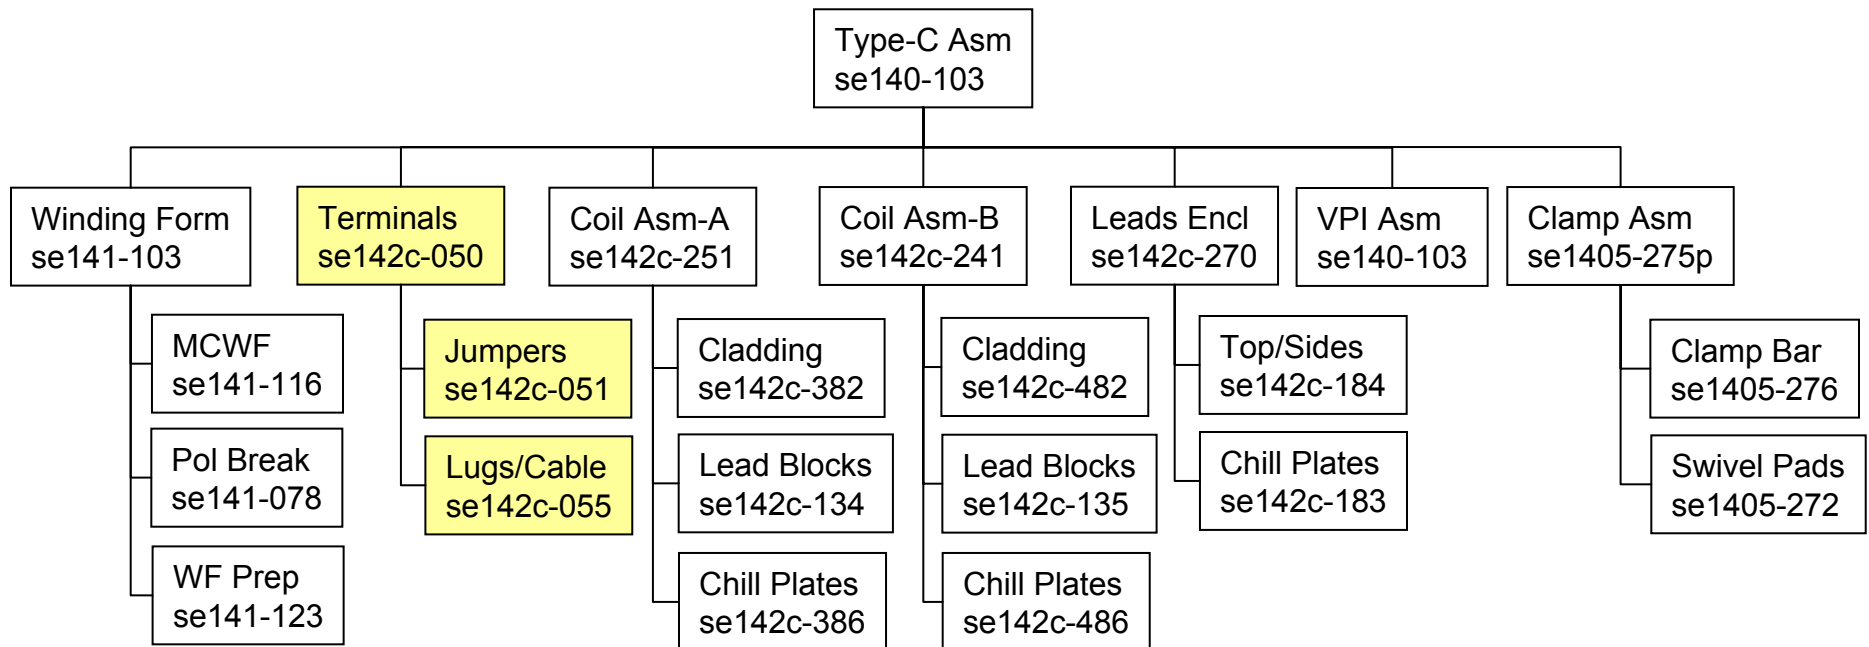 Type-C Asm
se140-103
Winding Form
se141-103
Terminals
se142c-050
Coil Asm-A
se142c-251
Coil Asm-B
se142c-241
Leads Encl
se142c-270
VPI Asm
se140-103
Clamp Asm
se1405-275p
MCWF
se141-116
Pol Break
se141-078
WF Prep
se141-123
Jumpers
se142c-051
Lugs/Cable
se142c-055
Cladding
se142c-382
Lead Blocks
se142c-134
Chill Plates
se142c-386
Cladding
se142c-482
Lead Blocks
se142c-135
Chill Plates
se142c-486
Top/Sides
se142c-184
Chill Plates
se142c-183
Clamp Bar
se1405-276
Swivel Pads
se1405-272